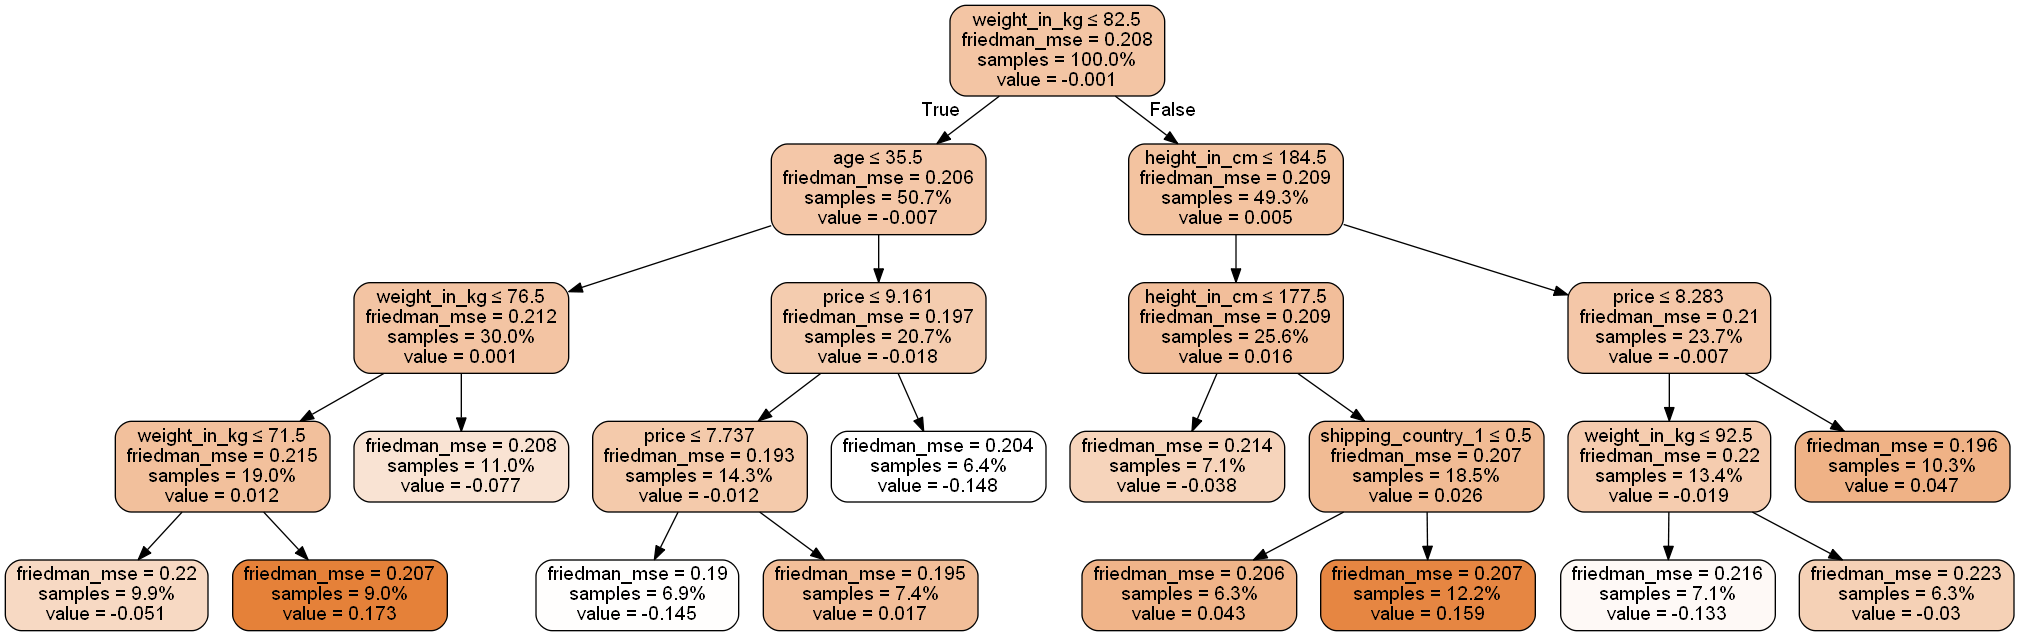 weight_in_kg ≤ 82.5
friedman_mse = 0.208
samples = 100.0%
value = -0.001
True
False
age ≤ 35.5
friedman_mse = 0.206
samples = 50.7%
value = -0.007
height_in_cm ≤ 184.5
friedman_mse = 0.209
samples = 49.3%
value = 0.005
weight_in_kg ≤ 76.5
friedman_mse = 0.212
samples = 30.0%
value = 0.001
price ≤ 9.161
friedman_mse = 0.197
samples = 20.7%
value = -0.018
height_in_cm ≤ 177.5
friedman_mse = 0.209
samples = 25.6%
value = 0.016
price ≤ 8.283
friedman_mse = 0.21
samples = 23.7%
value = -0.007
weight_in_kg ≤ 71.5
friedman_mse = 0.215
samples = 19.0%
value = 0.012
friedman_mse = 0.208
samples = 11.0%
value = -0.077
price ≤ 7.737
friedman_mse = 0.193
samples = 14.3%
value = -0.012
friedman_mse = 0.204
samples = 6.4%
value = -0.148
friedman_mse = 0.214
samples = 7.1%
value = -0.038
shipping_country_1 ≤ 0.5
friedman_mse = 0.207
samples = 18.5%
value = 0.026
weight_in_kg ≤ 92.5
friedman_mse = 0.22
samples = 13.4%
value = -0.019
friedman_mse = 0.196
samples = 10.3%
value = 0.047
friedman_mse = 0.22
samples = 9.9%
value = -0.051
friedman_mse = 0.207
samples = 9.0%
value = 0.173
friedman_mse = 0.19
samples = 6.9%
value = -0.145
friedman_mse = 0.195
samples = 7.4%
value = 0.017
friedman_mse = 0.206
samples = 6.3%
value = 0.043
friedman_mse = 0.207
samples = 12.2%
value = 0.159
friedman_mse = 0.216
samples = 7.1%
value = -0.133
friedman_mse = 0.223
samples = 6.3%
value = -0.03